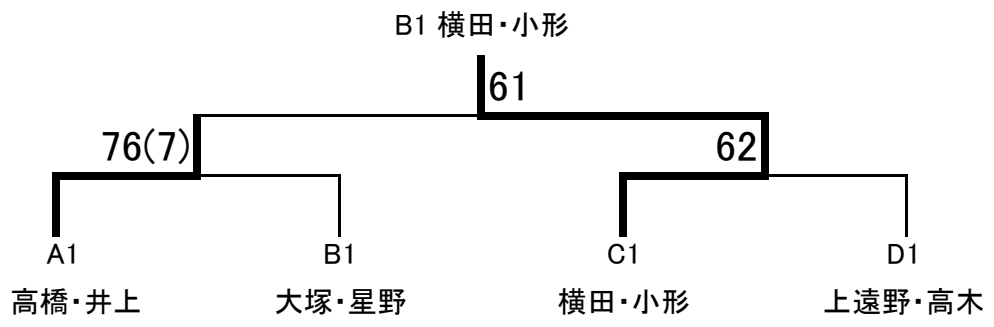 B1 横田・小形
61
76(7)
62
A1
B1
C1
D1
高橋・井上
大塚・星野
横田・小形
上遠野・高木